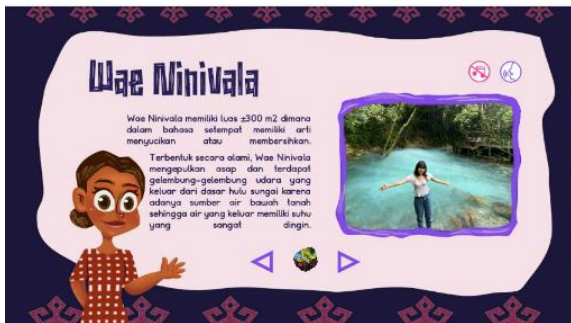 Wae Ninivala
Wae Ninivala memiliki luas ±300 m2 dimana
dalam bahasa setempat memiliki arti
menyucikan atau membersihkan.
Terbentuk secara alami, Wae Ninivala
mengepulkan asap dan terdapat
gelembung-gelembung udara yang
keluar dari dasar hulu sungai karena
adanya sumber air bawah tanah
sehingga air yang keluar memiliki suhu
yang sangat dingin.